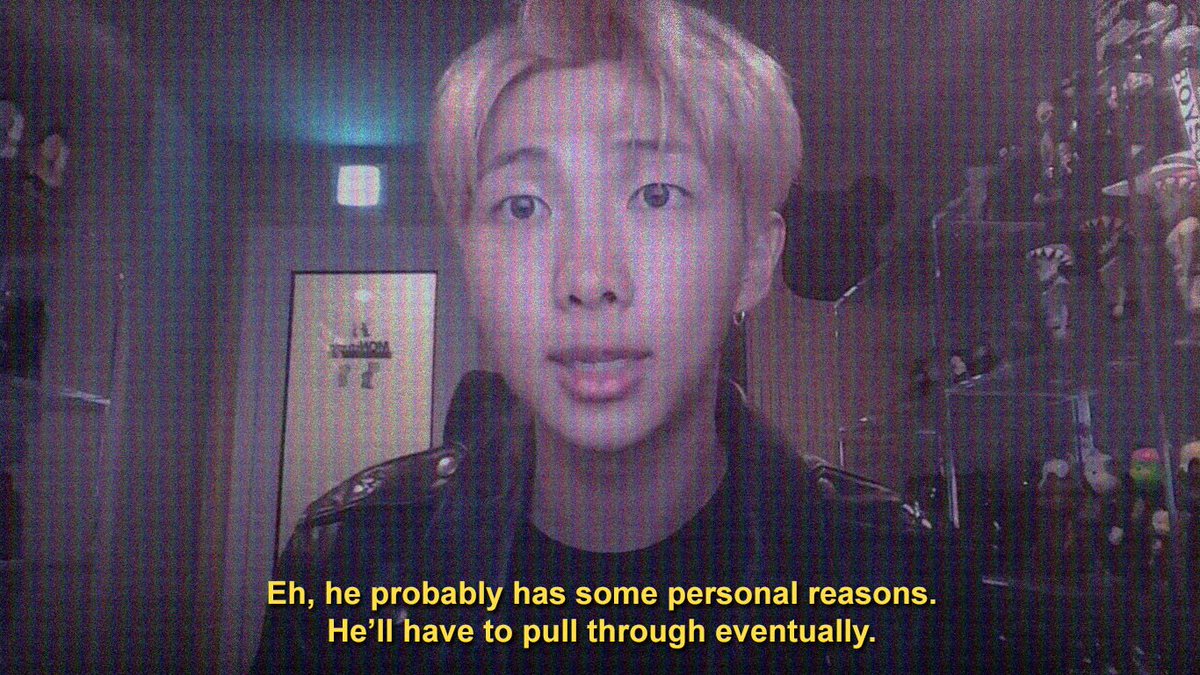 Eh, he probably has some personal reasons.
He’ll have to pull through eventually.